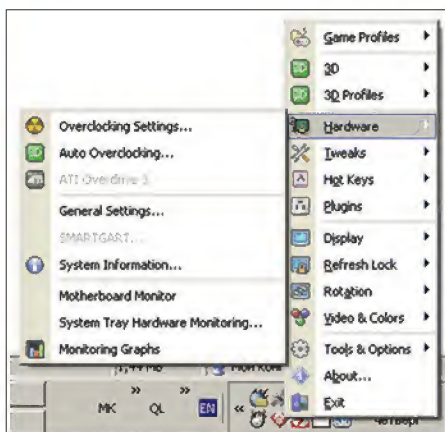 Game Profiles
3D
3D Profiles
Hardware
Tweaks
Hot Keys
Plugins
Display
Refresh Lock
Rotation
Video & Colors
Tools & Options
About...
Exit
Overclocking Settings...
Auto Overclocking...
ATI Overdrive 3
General Settings...
SMARTGART...
System Information...
Motherboard Monitor
System Tray Hardware Monitoring...
Monitoring Graphs
МК » QL » EN «
четверг